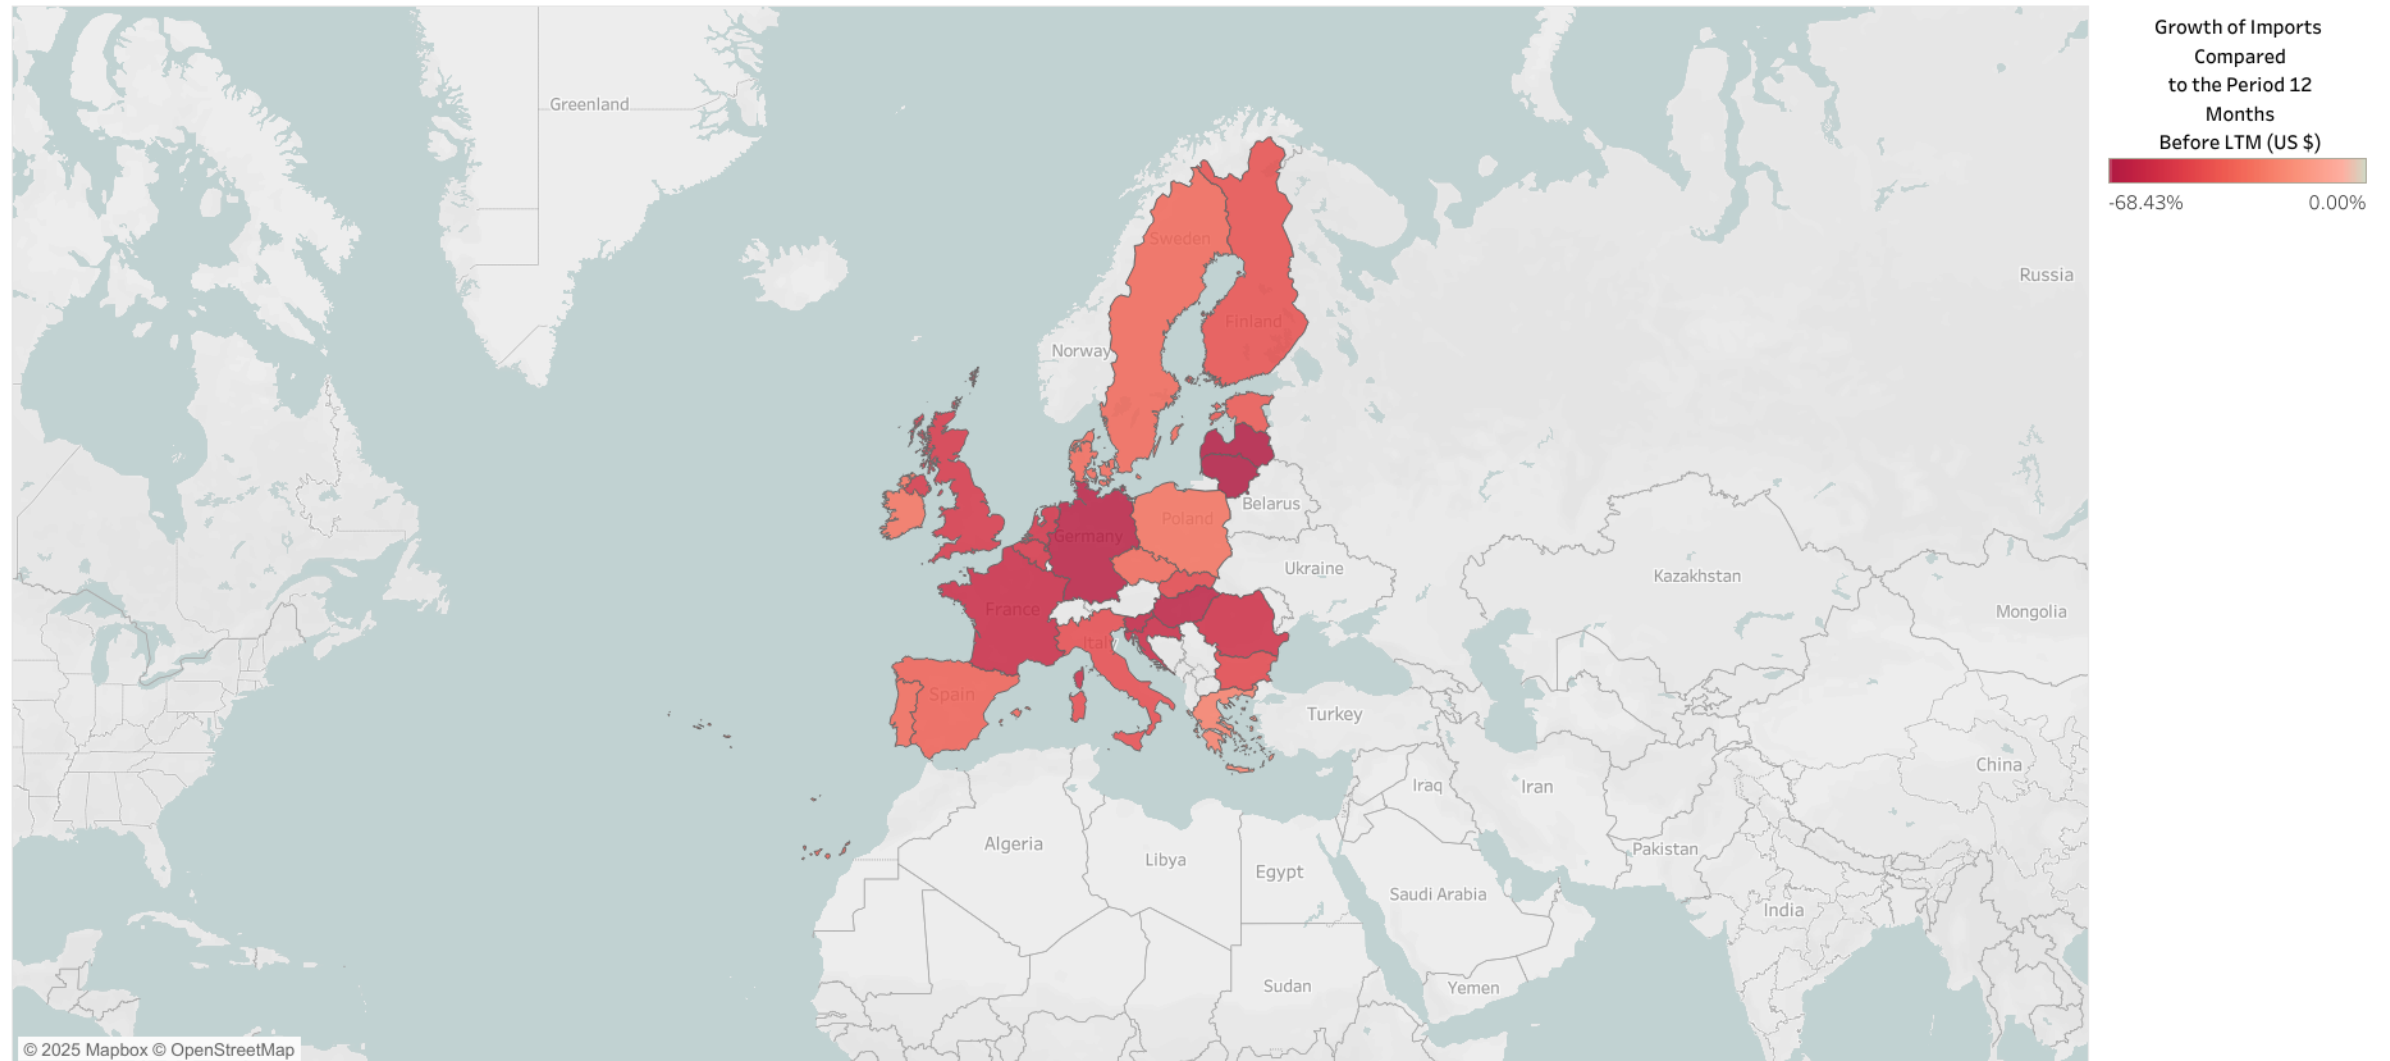 Growth of Imports
Compared
to the Period 12
Months
Before LTM (US $)
-68.43% 0.00%
Greenland
Sweden
Russia
Finland
Norway
Belarus
Poland
Germany
Ukraine
Kazakhstan
Mongolia
France
Italy
Spain
Turkey
China
Iraq
Iran
Algeria
Pakistan
Libya
Egypt
Saudi Arabia
India
Sudan
Yemen
© 2025 Mapbox © OpenStreetMap